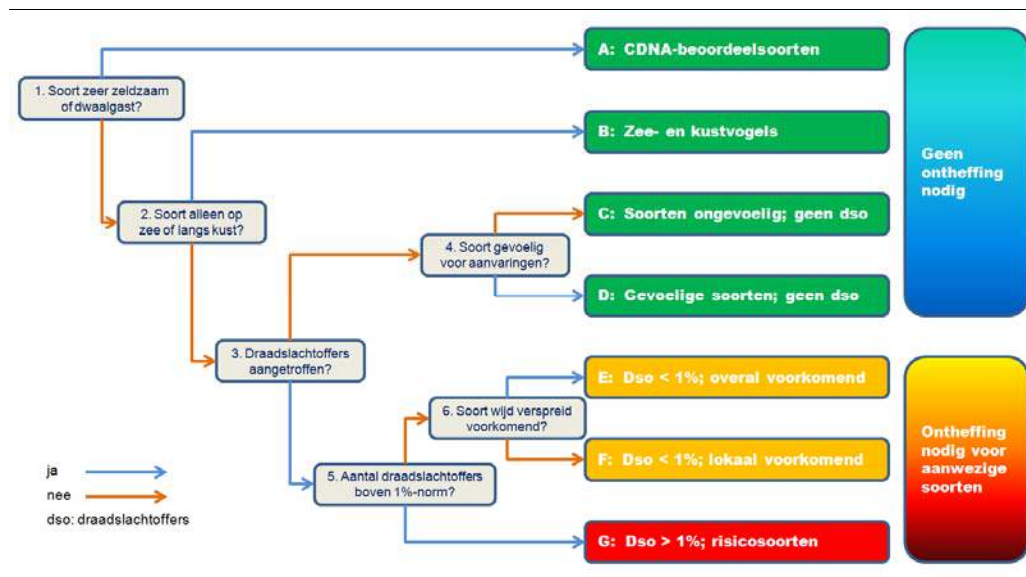 A: CDNA-beoordeelsoorten
1. Soort zeer zeldzaam
of dwaalgast?
B: Zee- en kustvogels
Geen
ontheffing
nodig
2. Soort alleen op
zee of langs kust?
C: Soorten ongevoelig; geen dso
4. Soort gevoelig
voor aanvaringen?
D: Gevoelige soorten; geen dso
3. Draadslachtoffers
aangetroffen?
E: Dso < 1%; overal voorkomend
6. Soort wijd verspreid
voorkomend?
Ontheffing
nodig voor
aanwezige
soorten
F: Dso < 1%; lokaal voorkomend
5. Aantal draadslachtoffers
boven 1%-norm?
G: Dso > 1%; risicosoorten
ja
nee
dso: draadslachtoffers